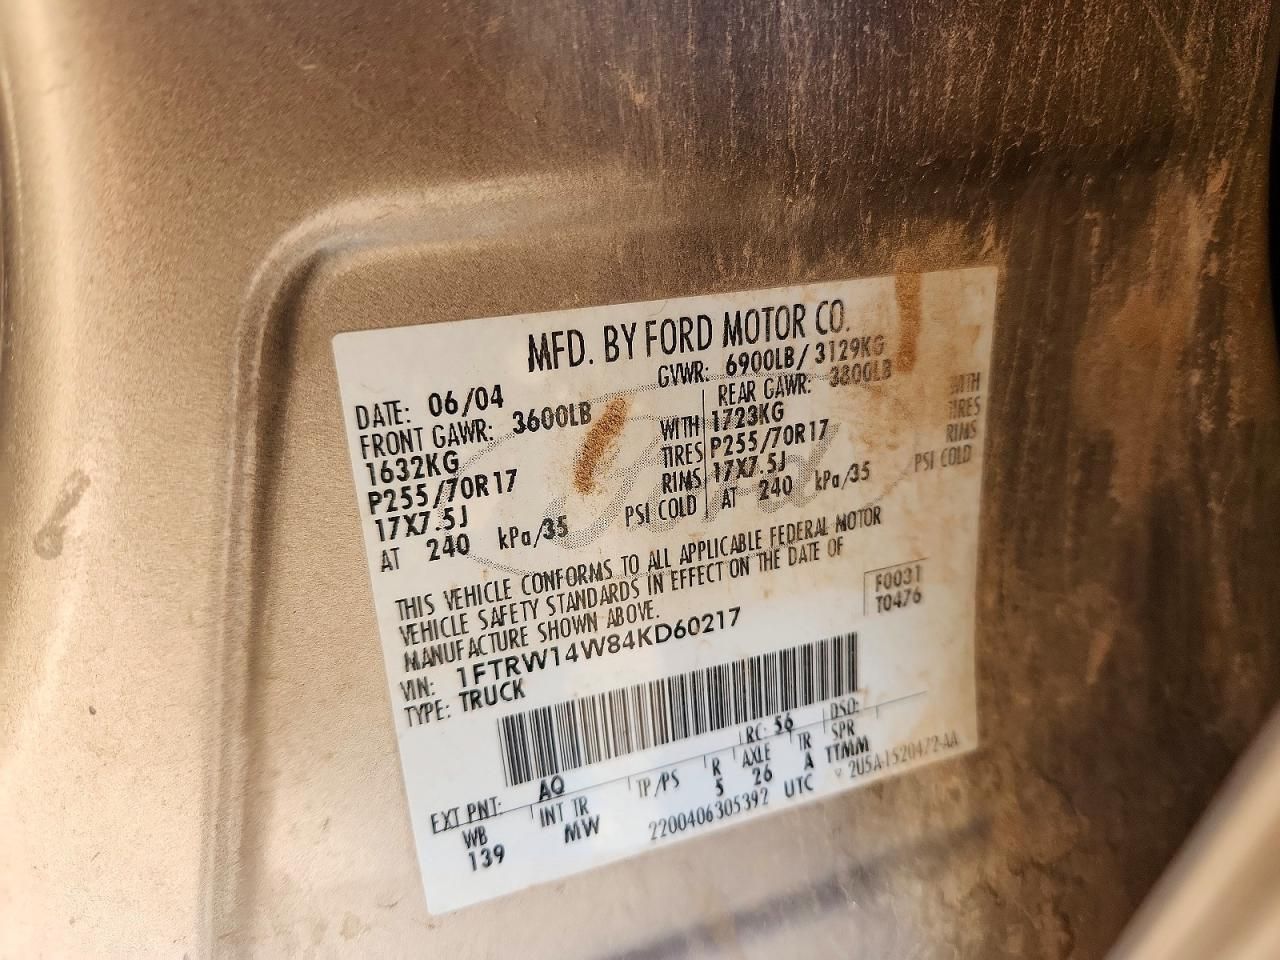 MFD. BY FORD MOTOR CO.
DATE: 06/04 GVWR: 6900LB/ 3129KG
FRONT GAWR: 3600LB REAR GAWR: 3800LB
1632KG WITH 1723KG WITH
P255/70R17 TIRES P255/70R17 TIRES
17X7.5J RIMS 17X7.5J RIMS
AT 240 kPa/35 PSI COLD AT 240 kPa/35 PSI COLD
THIS VEHICLE CONFORMS TO ALL APPLICABLE FEDERAL MOTOR
VEHICLE SAFETY STANDARDS IN EFFECT ON THE DATE OF
MANUFACTURE SHOWN ABOVE.
F0031
T0476
VIN: 1FTRW14W84KD60217
TYPE: TRUCK
EXT PNT: AQ RC: 56 DSO:
WB INT TR TP/PS R AXLE TR SPR
139 MW 5 26 A TTMM
2200406305392 UTC ▽ 2U5A-1520472-AA
Ford